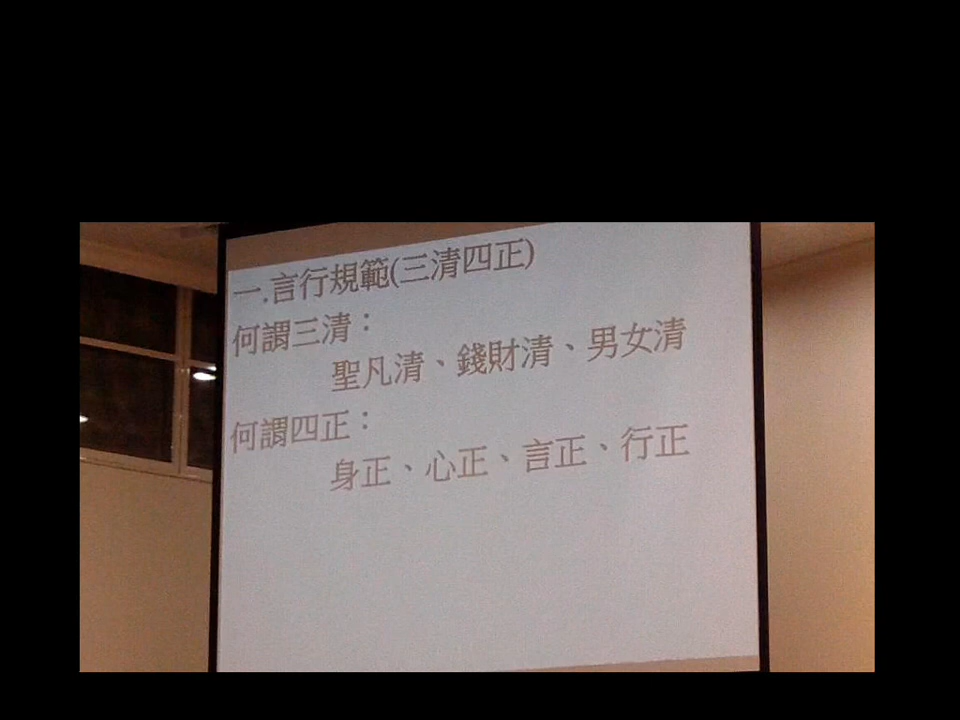 一.言行規範(三清四正)
何謂三清：
聖凡清、錢財清、男女清
何謂四正：
身正、心正、言正、行正